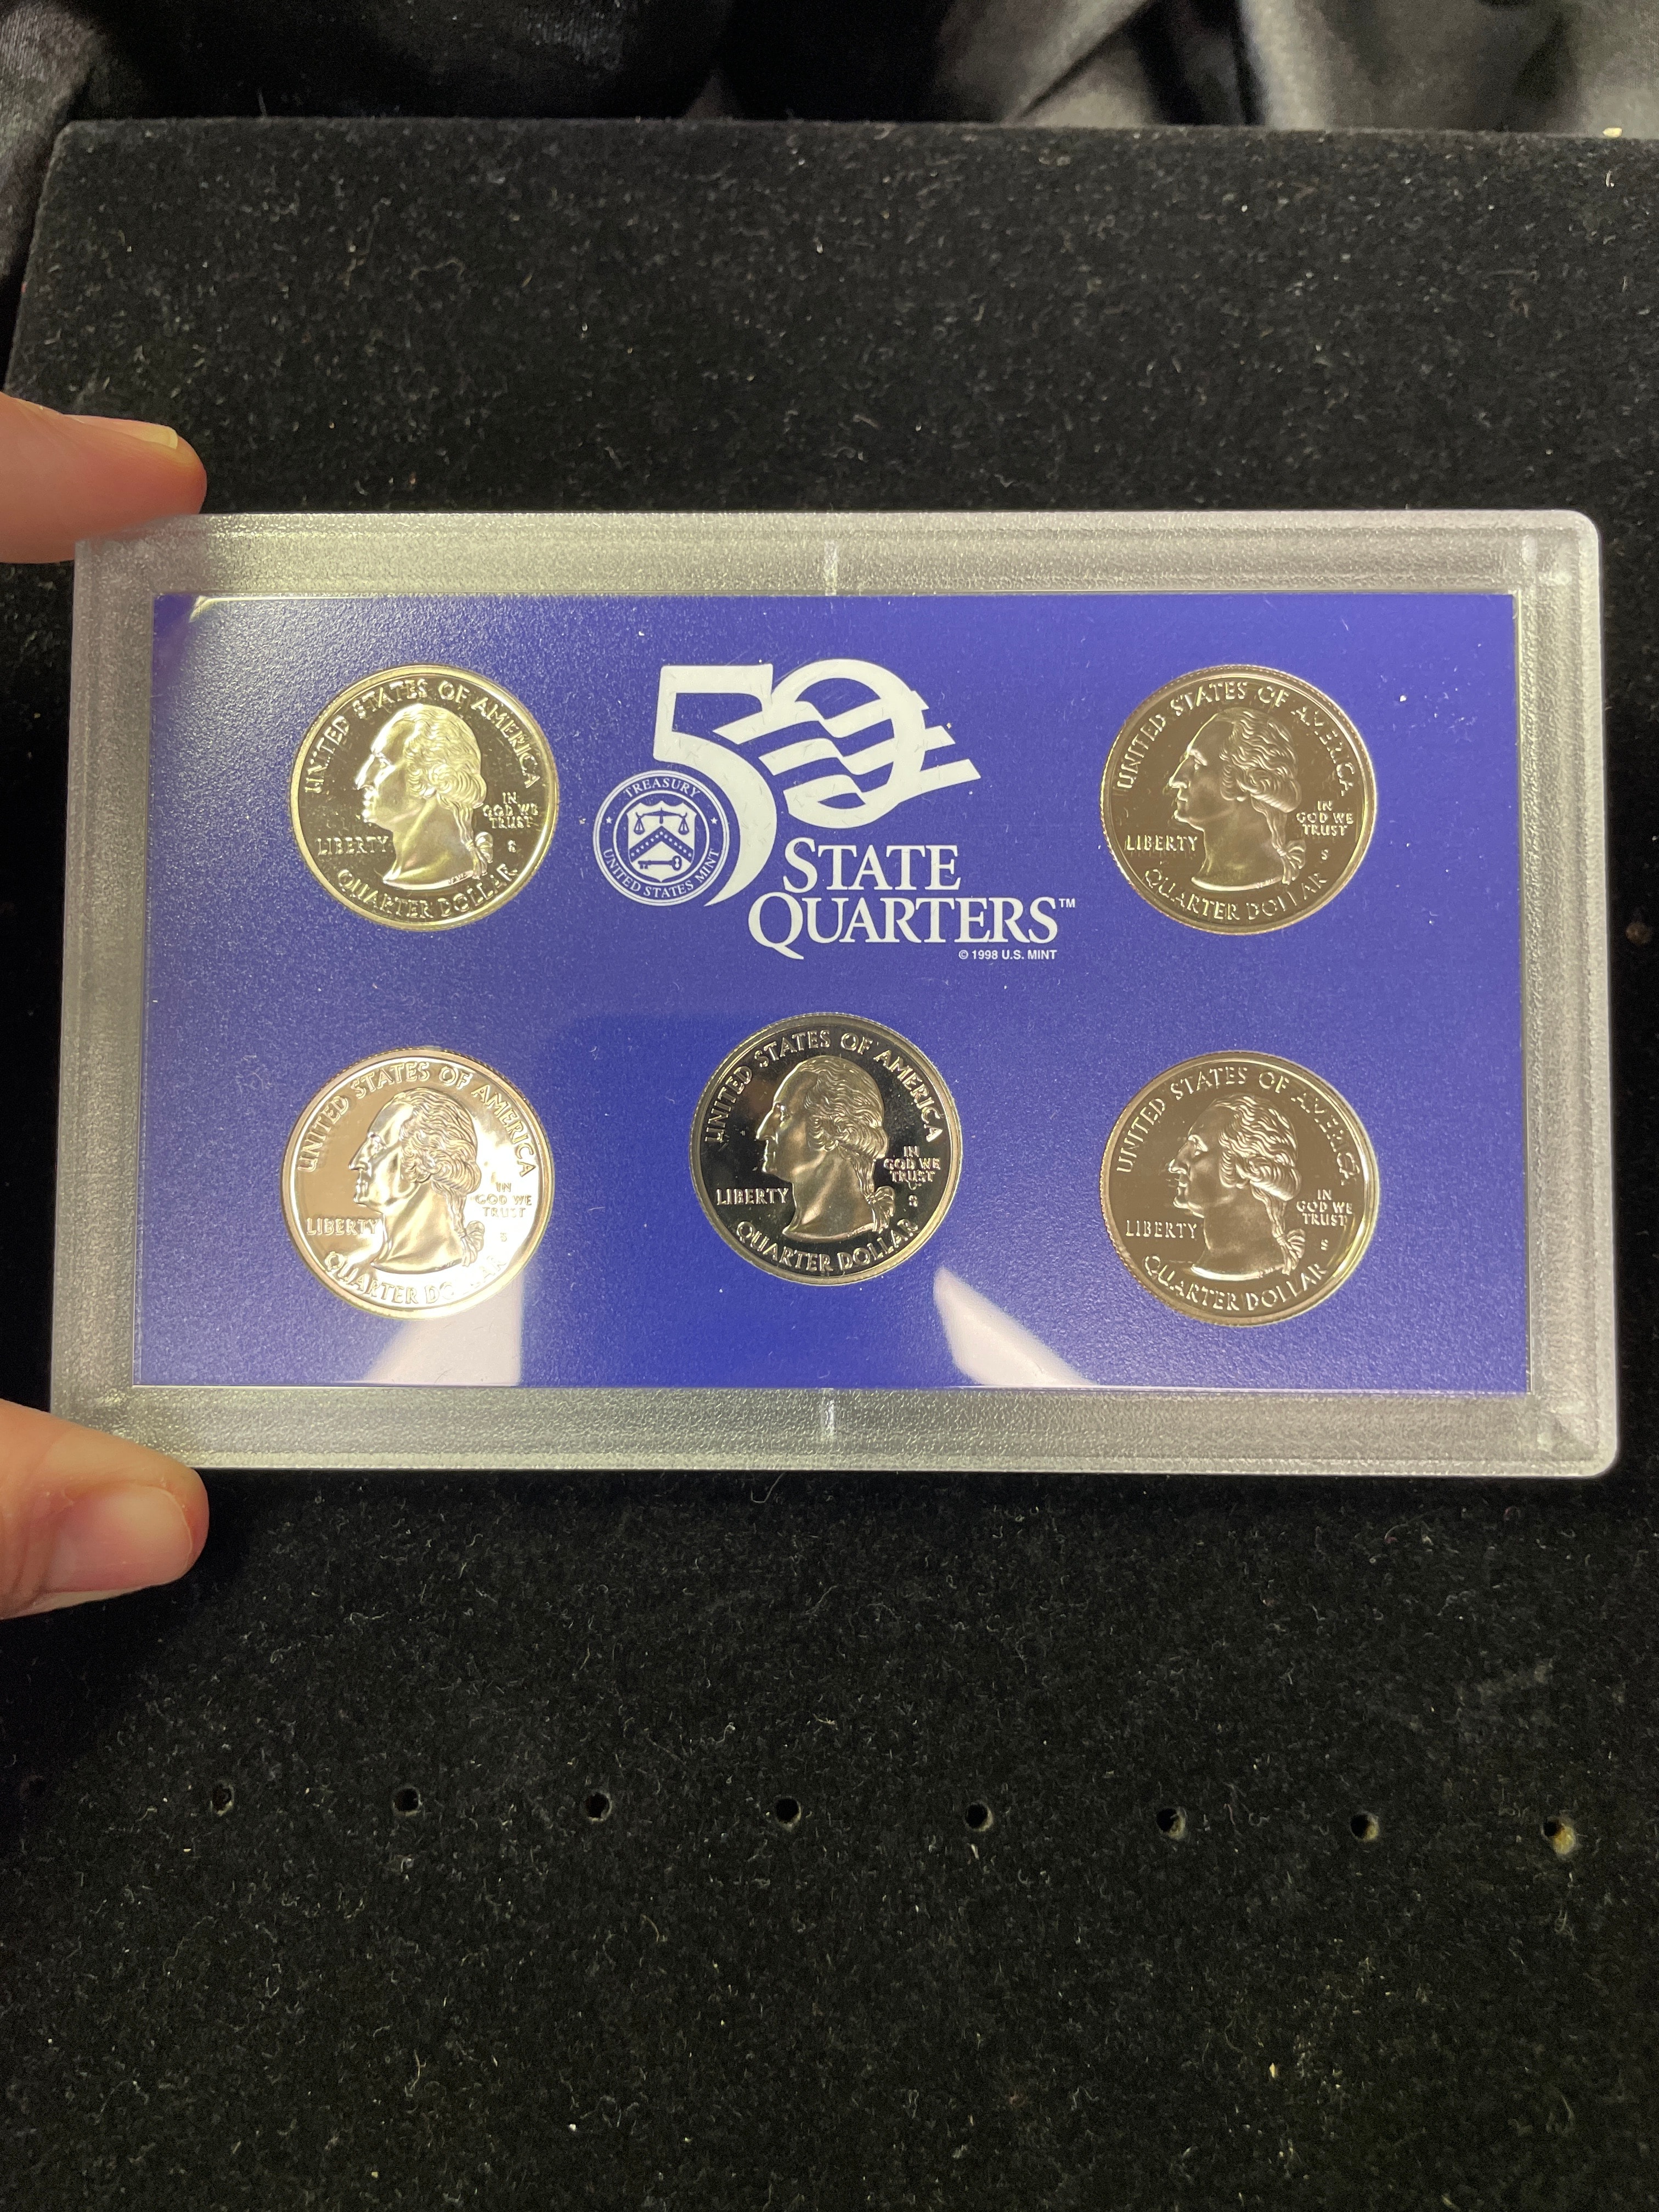 UNITED STATES OF AMERICA
LIBERTY
IN
GOD WE
TRUST
S
QUARTER DOLLAR
50
STATE
QUARTERS™
© 1998 U.S. MINT
TREASURY
UNITED STATES MINT
UNITED STATES OF AMERICA
LIBERTY
IN
GOD WE
TRUST
S
QUARTER DOLLAR
UNITED STATES OF AMERICA
LIBERTY
IN
GOD WE
TRUST
S
QUARTER DOLLAR
UNITED STATES OF AMERICA
LIBERTY
IN
GOD WE
TRUST
S
QUARTER DOLLAR
UNITED STATES OF AMERICA
LIBERTY
IN
GOD WE
TRUST
S
QUARTER DOLLAR